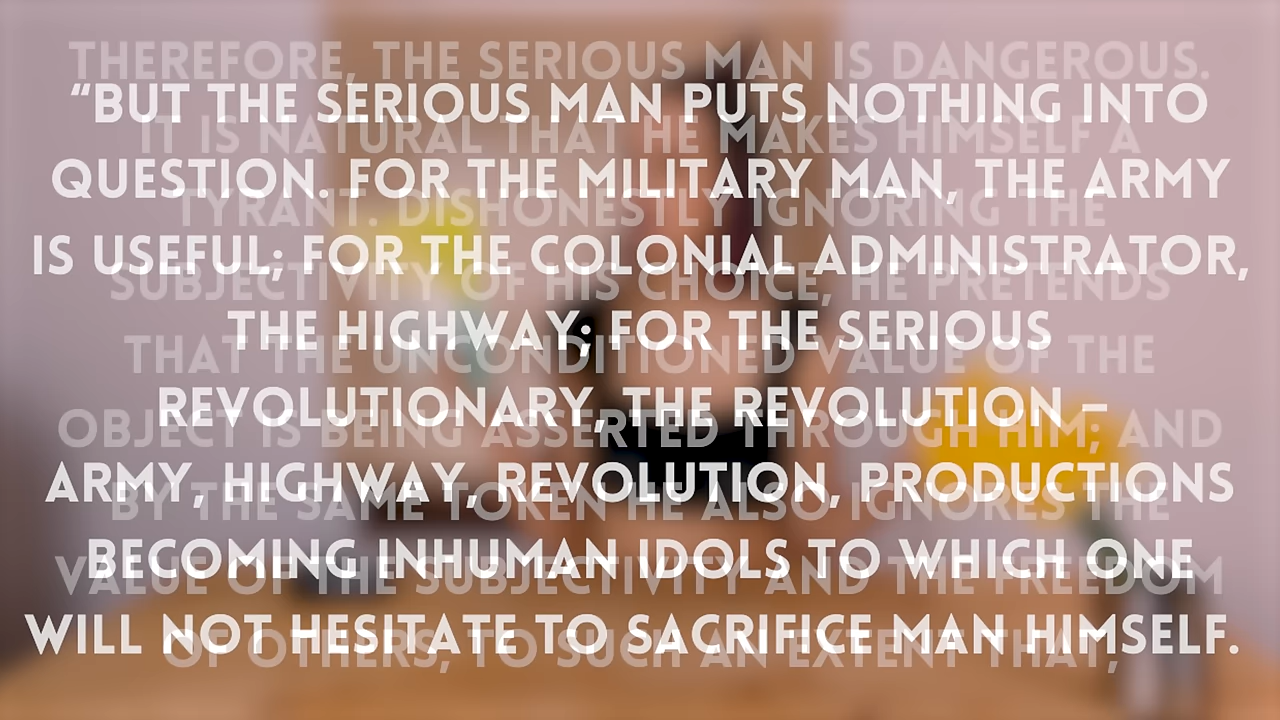 “BUT THE SERIOUS MAN PUTS NOTHING INTO
QUESTION. FOR THE MILITARY MAN, THE ARMY
IS USEFUL; FOR THE COLONIAL ADMINISTRATOR,
THE HIGHWAY; FOR THE SERIOUS
REVOLUTIONARY, THE REVOLUTION –
ARMY, HIGHWAY, REVOLUTION, PRODUCTIONS
BECOMING INHUMAN IDOLS TO WHICH ONE
WILL NOT HESITATE TO SACRIFICE MAN HIMSELF.
THEREFORE, THE SERIOUS MAN IS DANGEROUS.
IT IS NATURAL THAT HE MAKES HIMSELF A
TYRANT. DISHONESTLY IGNORING THE
SUBJECTIVITY OF HIS CHOICE, HE PRETENDS
THAT THE UNCONDITIONED VALUE OF THE
OBJECT IS BEING ASSERTED THROUGH HIM; AND
BY THE SAME TOKEN HE ALSO IGNORES THE
VALUE OF THE SUBJECTIVITY AND THE FREEDOM
OF OTHERS, TO SUCH AN EXTENT THAT,